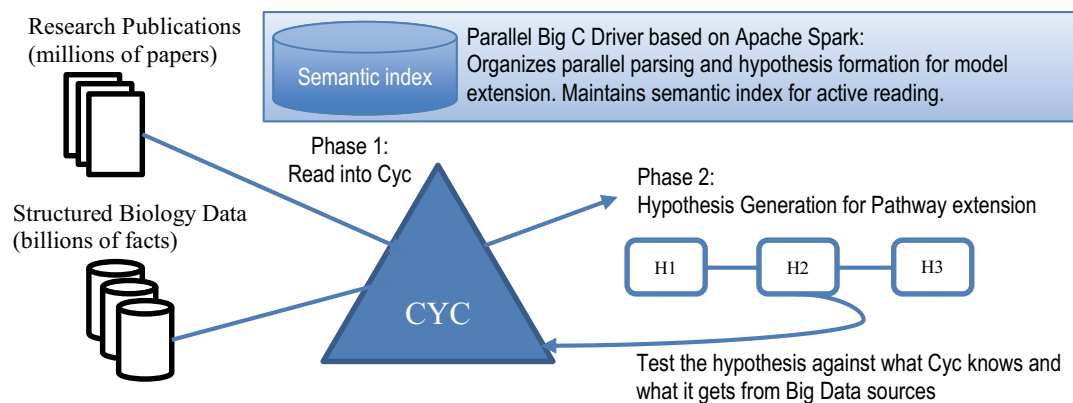 Research Publications
(millions of papers)
Semantic index
Parallel Big C Driver based on Apache Spark:
Organizes parallel parsing and hypothesis formation for model
extension. Maintains semantic index for active reading.
Phase 1:
Read into Cyc
Phase 2:
Hypothesis Generation for Pathway extension
Structured Biology Data
(billions of facts)
H1
H2
H3
CYC
Test the hypothesis against what Cyc knows and
what it gets from Big Data sources